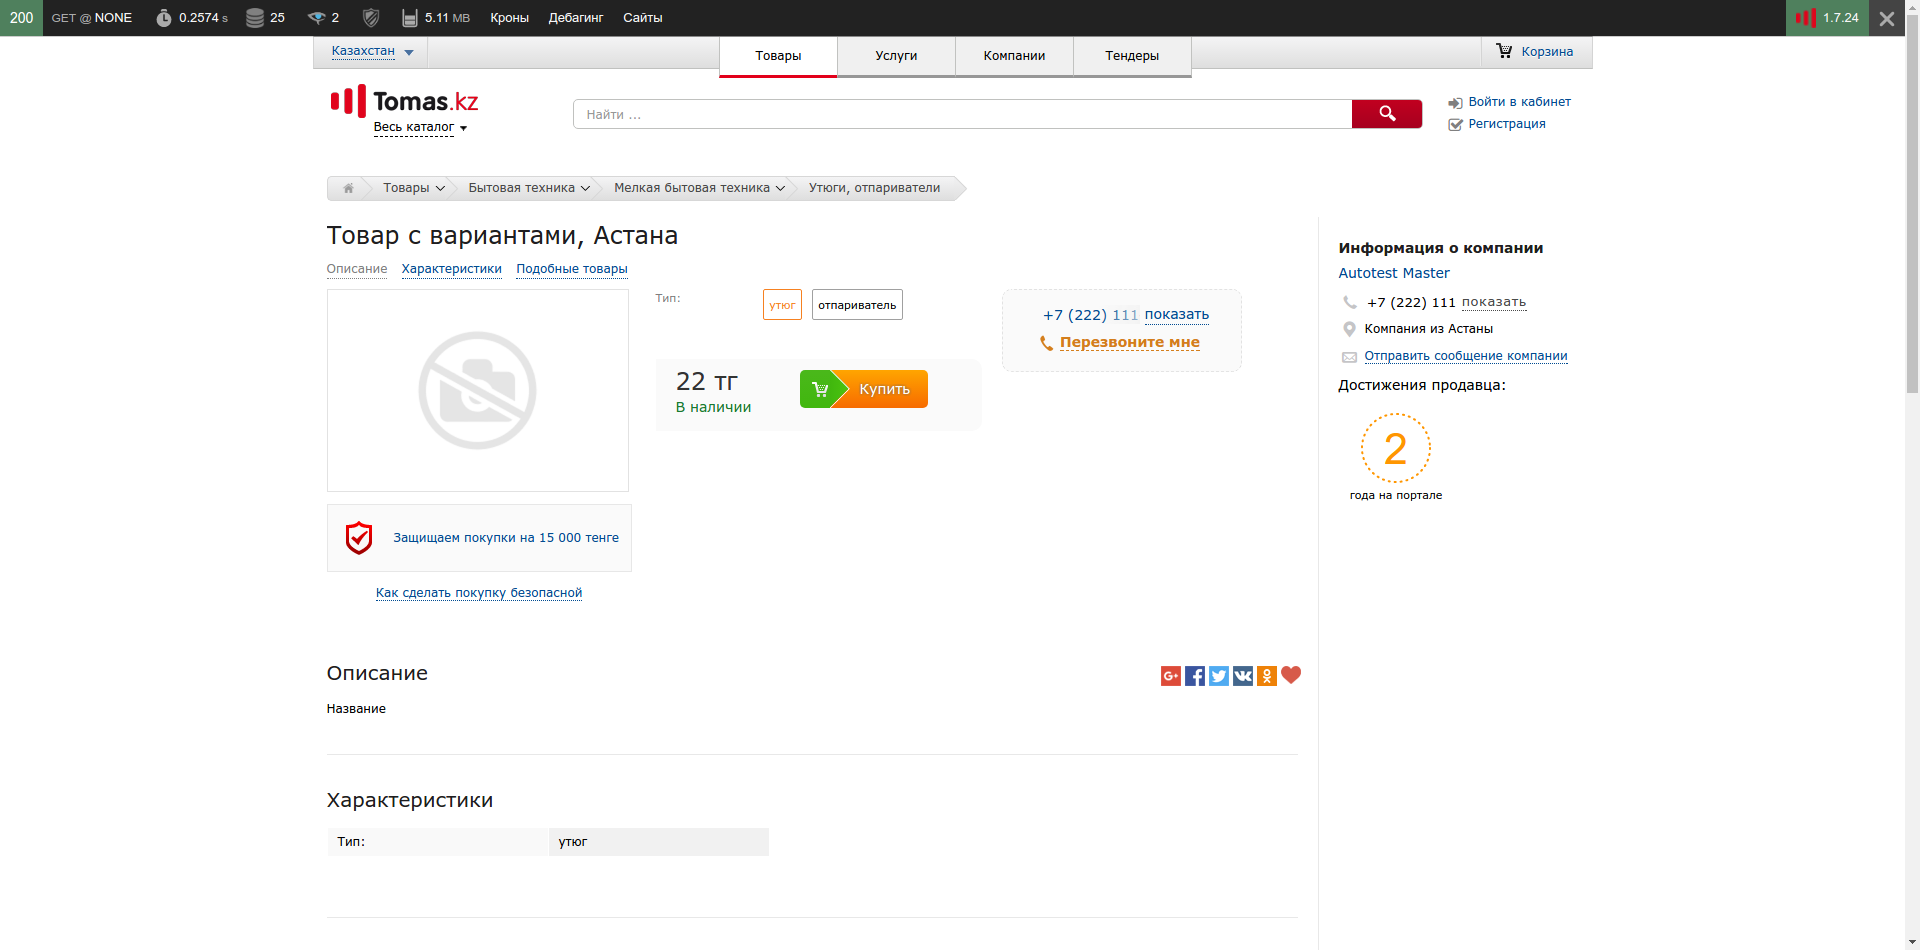 200 GET @ NONE 0.2574 s 25 2 5.11 MB Кроны Дебагинг Сайты 1.7.24
Казахстан Товары Услуги Компании Тендеры Корзина
Tomas.kz
Весь каталог
Найти ...
Войти в кабинет
Регистрация
Товары Бытовая техника Мелкая бытовая техника Утюги, отпариватели
Товар с вариантами, Астана
Описание Характеристики Подобные товары
Тип: утюг отпариватель
22 тг
В наличии
Купить
+7 (222) 111 показать
Перезвоните мне
Защищаем покупки на 15 000 тенге
Как сделать покупку безопасной
Информация о компании
Autotest Master
+7 (222) 111 показать
Компания из Астаны
Отправить сообщение компании
Достижения продавца:
2
года на портале
Описание
Название
Характеристики
Тип: утюг